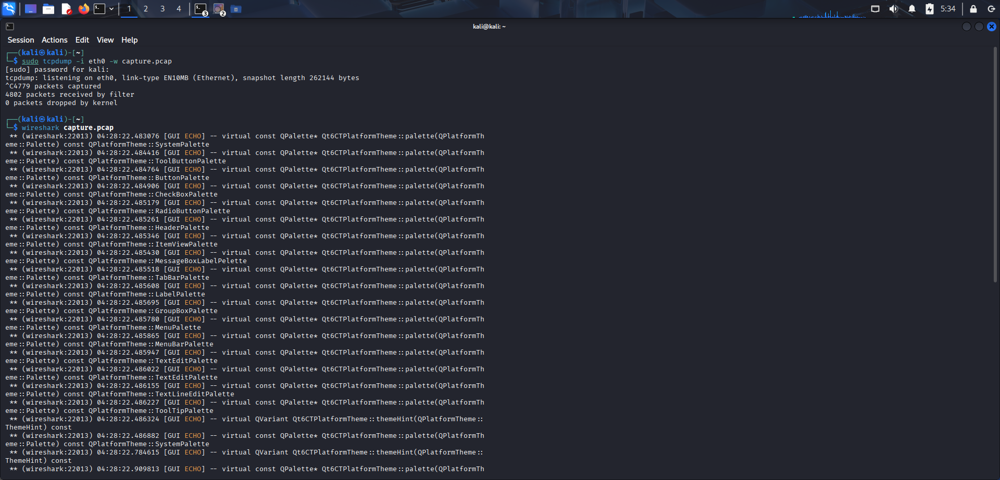 1 2 3 4 3 2 5:34
kali@kali: ~
Session Actions Edit View Help
┌──(kali㉿kali)-[~]
└─$ sudo tcpdump -i eth0 -w capture.pcap
[sudo] password for kali:
tcpdump: listening on eth0, link-type EN10MB (Ethernet), snapshot length 262144 bytes
^C4779 packets captured
4802 packets received by filter
0 packets dropped by kernel
┌──(kali㉿kali)-[~]
└─$ wireshark capture.pcap
** (wireshark:22013) 04:28:22.483076 [GUI ECHO] -- virtual const QPalette* Qt6CTPlatformTheme::palette(QPlatformTh
eme::Palette) const QPlatformTheme::SystemPalette
** (wireshark:22013) 04:28:22.484416 [GUI ECHO] -- virtual const QPalette* Qt6CTPlatformTheme::palette(QPlatformTh
eme::Palette) const QPlatformTheme::ToolButtonPalette
** (wireshark:22013) 04:28:22.484764 [GUI ECHO] -- virtual const QPalette* Qt6CTPlatformTheme::palette(QPlatformTh
eme::Palette) const QPlatformTheme::ButtonPalette
** (wireshark:22013) 04:28:22.484906 [GUI ECHO] -- virtual const QPalette* Qt6CTPlatformTheme::palette(QPlatformTh
eme::Palette) const QPlatformTheme::CheckBoxPalette
** (wireshark:22013) 04:28:22.485179 [GUI ECHO] -- virtual const QPalette* Qt6CTPlatformTheme::palette(QPlatformTh
eme::Palette) const QPlatformTheme::RadioButtonPalette
** (wireshark:22013) 04:28:22.485261 [GUI ECHO] -- virtual const QPalette* Qt6CTPlatformTheme::palette(QPlatformTh
eme::Palette) const QPlatformTheme::HeaderPalette
** (wireshark:22013) 04:28:22.485346 [GUI ECHO] -- virtual const QPalette* Qt6CTPlatformTheme::palette(QPlatformTh
eme::Palette) const QPlatformTheme::ItemViewPalette
** (wireshark:22013) 04:28:22.485430 [GUI ECHO] -- virtual const QPalette* Qt6CTPlatformTheme::palette(QPlatformTh
eme::Palette) const QPlatformTheme::MessageBoxLabelPelette
** (wireshark:22013) 04:28:22.485518 [GUI ECHO] -- virtual const QPalette* Qt6CTPlatformTheme::palette(QPlatformTh
eme::Palette) const QPlatformTheme::TabBarPalette
** (wireshark:22013) 04:28:22.485608 [GUI ECHO] -- virtual const QPalette* Qt6CTPlatformTheme::palette(QPlatformTh
eme::Palette) const QPlatformTheme::LabelPalette
** (wireshark:22013) 04:28:22.485695 [GUI ECHO] -- virtual const QPalette* Qt6CTPlatformTheme::palette(QPlatformTh
eme::Palette) const QPlatformTheme::GroupBoxPalette
** (wireshark:22013) 04:28:22.485780 [GUI ECHO] -- virtual const QPalette* Qt6CTPlatformTheme::palette(QPlatformTh
eme::Palette) const QPlatformTheme::MenuPalette
** (wireshark:22013) 04:28:22.485865 [GUI ECHO] -- virtual const QPalette* Qt6CTPlatformTheme::palette(QPlatformTh
eme::Palette) const QPlatformTheme::MenuBarPalette
** (wireshark:22013) 04:28:22.485947 [GUI ECHO] -- virtual const QPalette* Qt6CTPlatformTheme::palette(QPlatformTh
eme::Palette) const QPlatformTheme::TextEditPalette
** (wireshark:22013) 04:28:22.486022 [GUI ECHO] -- virtual const QPalette* Qt6CTPlatformTheme::palette(QPlatformTh
eme::Palette) const QPlatformTheme::TextEditPalette
** (wireshark:22013) 04:28:22.486155 [GUI ECHO] -- virtual const QPalette* Qt6CTPlatformTheme::palette(QPlatformTh
eme::Palette) const QPlatformTheme::TextLineEditPalette
** (wireshark:22013) 04:28:22.486227 [GUI ECHO] -- virtual const QPalette* Qt6CTPlatformTheme::palette(QPlatformTh
eme::Palette) const QPlatformTheme::ToolTipPalette
** (wireshark:22013) 04:28:22.486324 [GUI ECHO] -- virtual QVariant Qt6CTPlatformTheme::themeHint(QPlatformTheme::
ThemeHint) const
** (wireshark:22013) 04:28:22.486882 [GUI ECHO] -- virtual const QPalette* Qt6CTPlatformTheme::palette(QPlatformTh
eme::Palette) const QPlatformTheme::SystemPalette
** (wireshark:22013) 04:28:22.784615 [GUI ECHO] -- virtual QVariant Qt6CTPlatformTheme::themeHint(QPlatformTheme::
ThemeHint) const
** (wireshark:22013) 04:28:22.909813 [GUI ECHO] -- virtual const QPalette* Qt6CTPlatformTheme::palette(QPlatformTh